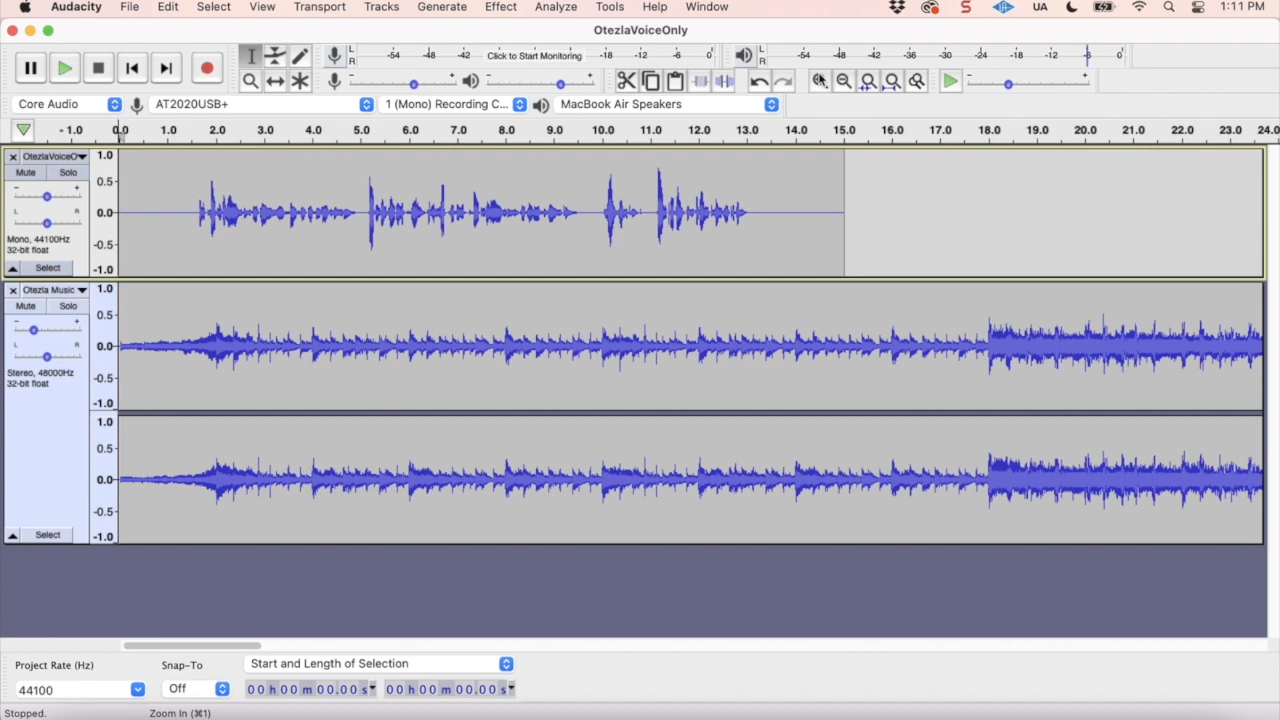 Audacity File Edit Select View Transport Tracks Generate Effect Analyze Tools Help Window UA 1:11 PM
OtezlaVoiceOnly
L R -54 -48 -42 Click to Start Monitoring -18 -12 -6 0 L R -54 -48 -42 -36 -30 -24 -18 -12 -6 0
- + - + - +
Core Audio AT2020USB+ 1 (Mono) Recording C... MacBook Air Speakers
-1.0 0.0 1.0 2.0 3.0 4.0 5.0 6.0 7.0 8.0 9.0 10.0 11.0 12.0 13.0 14.0 15.0 16.0 17.0 18.0 19.0 20.0 21.0 22.0 23.0 24.0
× OtezlaVoiceO 1.0
Mute Solo
0.5
- +
L R
0.0
Mono, 44100Hz
32-bit float
-0.5
Select -1.0
× Otezla Music 1.0
Mute Solo
0.5
- +
L R
0.0
Stereo, 48000Hz
32-bit float
-0.5
-1.0
1.0
0.5
0.0
-0.5
Select -1.0
Project Rate (Hz) Snap-To Start and Length of Selection
44100 Off 00 h 00 m 00.00 s 00 h 00 m 00.00 s
Stopped. Zoom In (⌘1)